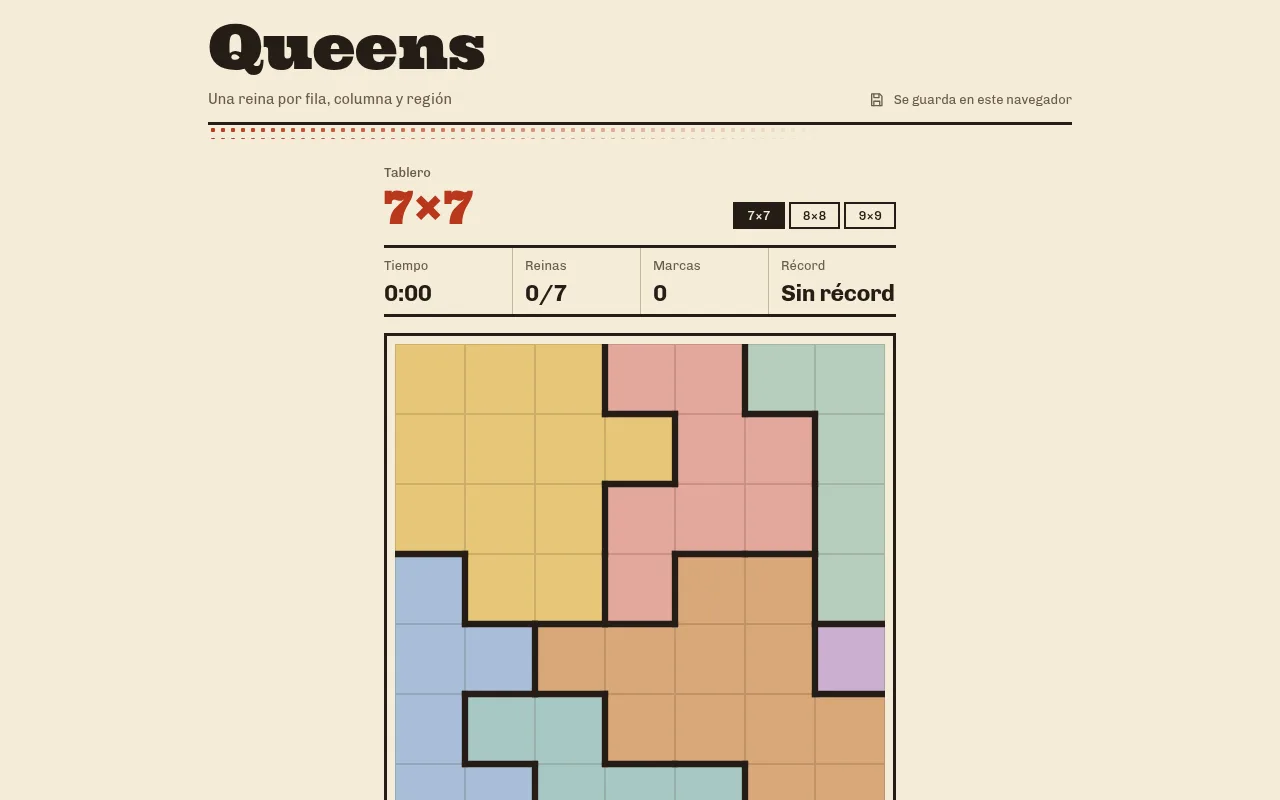 Queens
Una reina por fila, columna y región
Se guarda en este navegador
Tablero
7×7
7×7
8×8
9×9
Tiempo
Reinas
Marcas
Récord
0:00
0/7
0
Sin récord